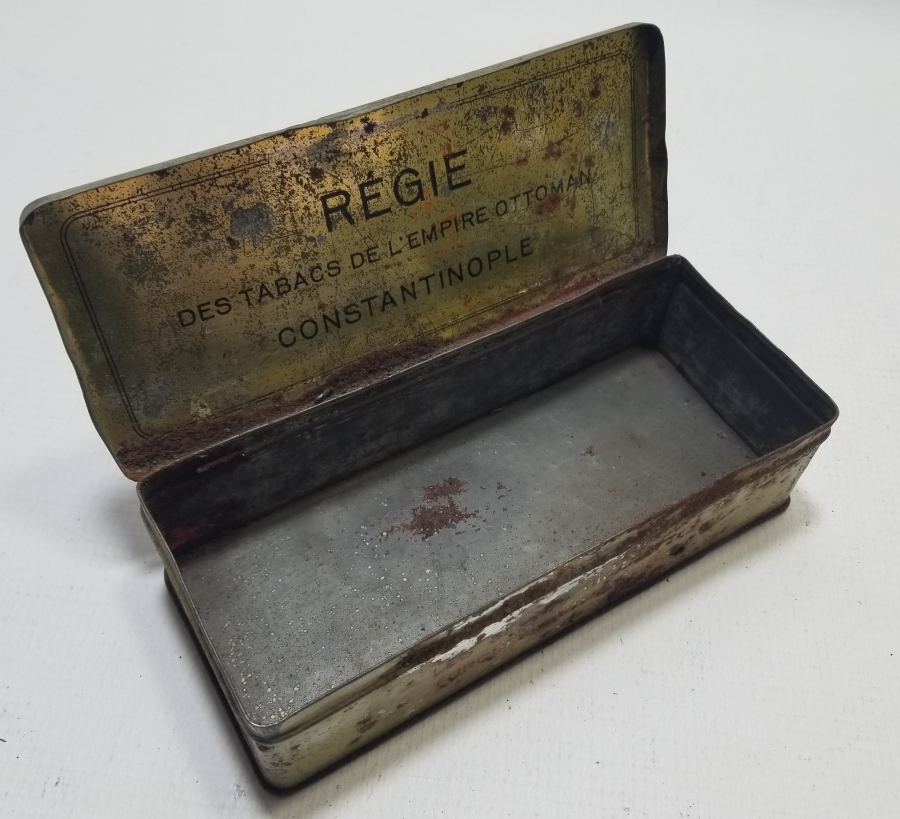 RÉGIE
DES TABACS DE L'EMPIRE OTTOMAN
CONSTANTINOPLE